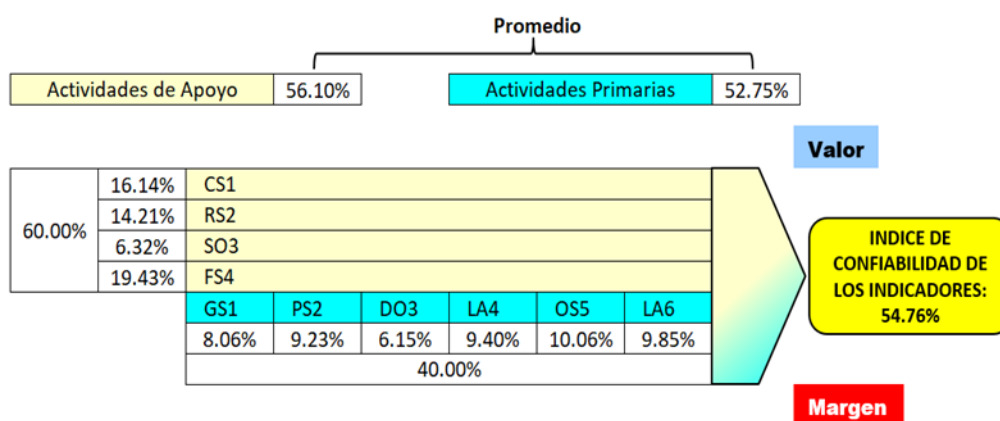 Promedio
Actividades de Apoyo 56.10% Actividades Primarias 52.75%
Valor
60.00%
16.14% CS1
14.21% RS2
6.32% SO3
19.43% FS4
GS1 PS2 DO3 LA4 OS5 LA6
8.06% 9.23% 6.15% 9.40% 10.06% 9.85%
40.00%
INDICE DE
CONFIABILIDAD DE
LOS INDICADORES:
54.76%
Margen